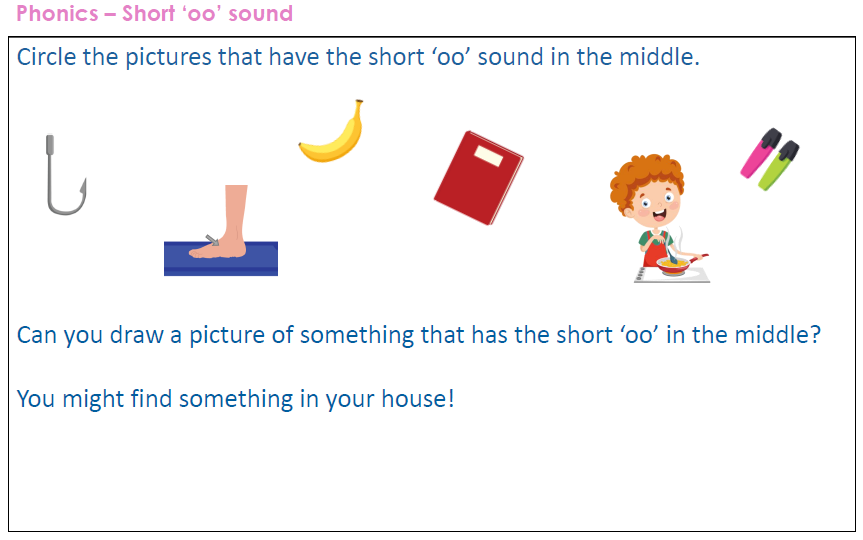 Phonics – Short ‘oo’ sound
Circle the pictures that have the short ‘oo’ sound in the middle.
Can you draw a picture of something that has the short ‘oo’ in the middle?
You might find something in your house!